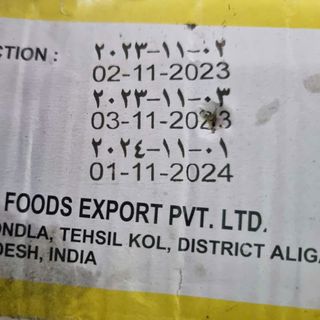 CTION : ٢٠٢٣-١١-٠٢
02-11-2023
٢٠٢٣-١١-٠٣
03-11-2023
٢٠٢٤-١١-٠١
01-11-2024
FOODS EXPORT PVT. LTD.
ONDLA, TEHSIL KOL, DISTRICT ALIGA
DESH, INDIA